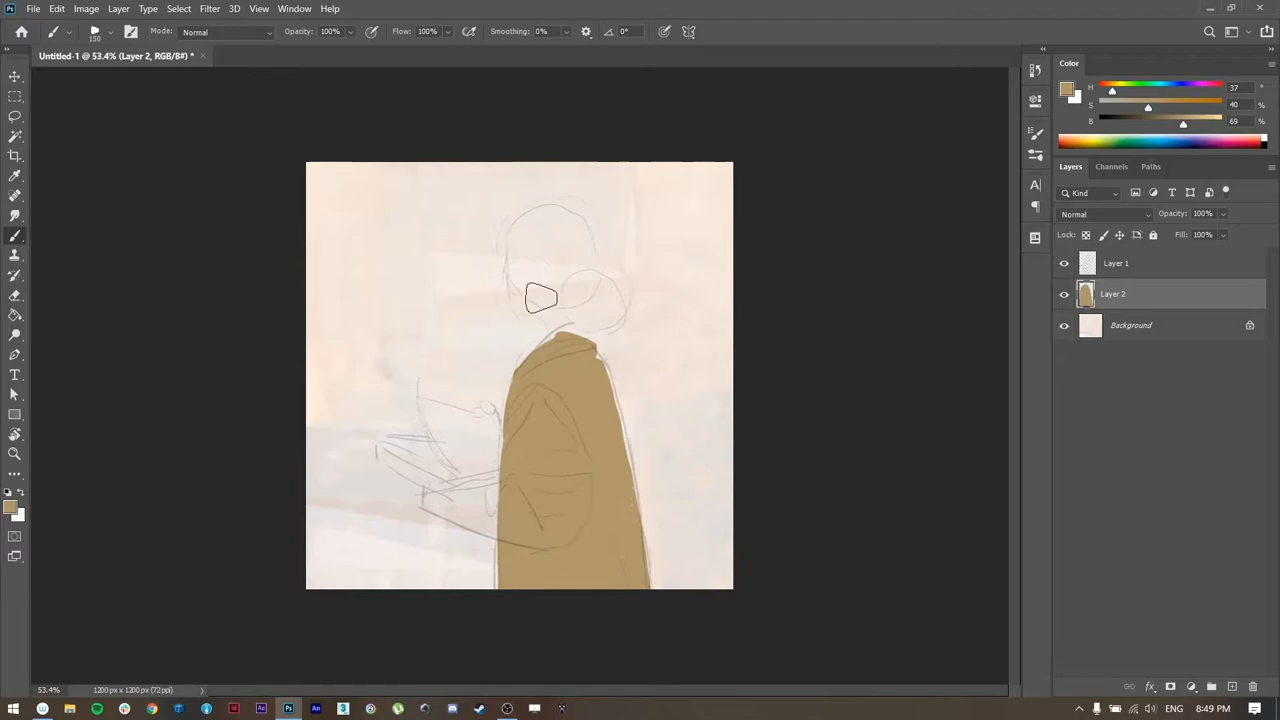 Ps File Edit Image Layer Type Select Filter 3D View Window Help
150 Mode: Normal Opacity: 100% Flow: 100% Smoothing: 0% 0°
Untitled-1 @ 53.4% (Layer 2, RGB/8#) * ×
Color
H 37 °
S 40 %
B 69 %
Layers Channels Paths
Kind
Normal Opacity: 100%
Lock: Fill: 100%
Layer 1
Layer 2
Background
53.4% 1200 px x 1200 px (72 ppi)
ENG 8:49 PM